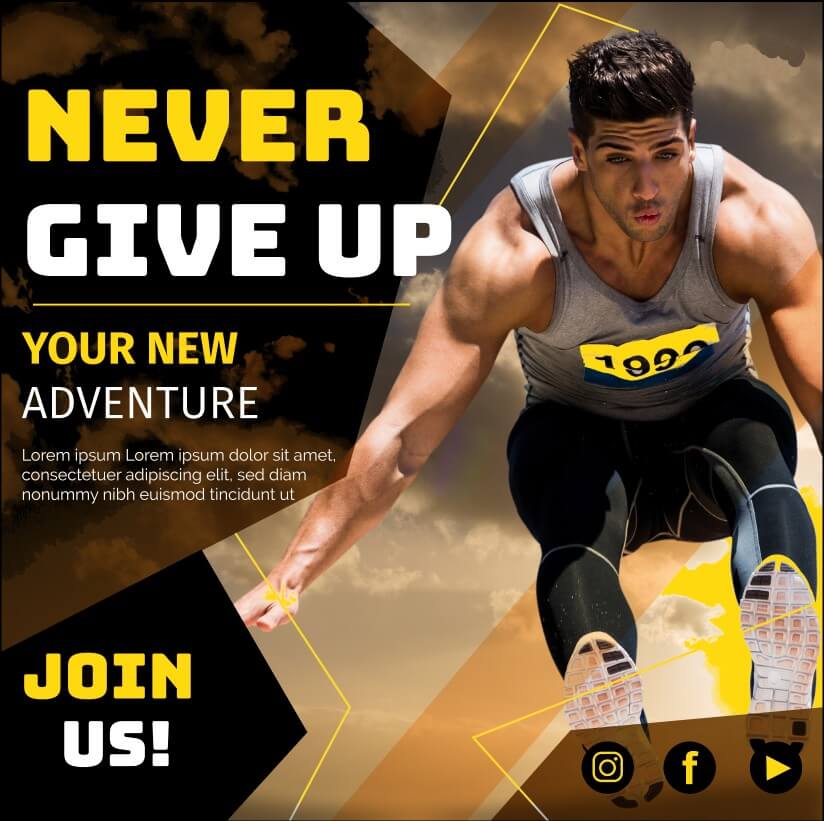 NEVER
GIVE UP
YOUR NEW
ADVENTURE
Lorem ipsum Lorem ipsum dolor sit amet,
consectetuer adipiscing elit, sed diam
nonummy nibh euismod tincidunt ut
1999
JOIN
US!